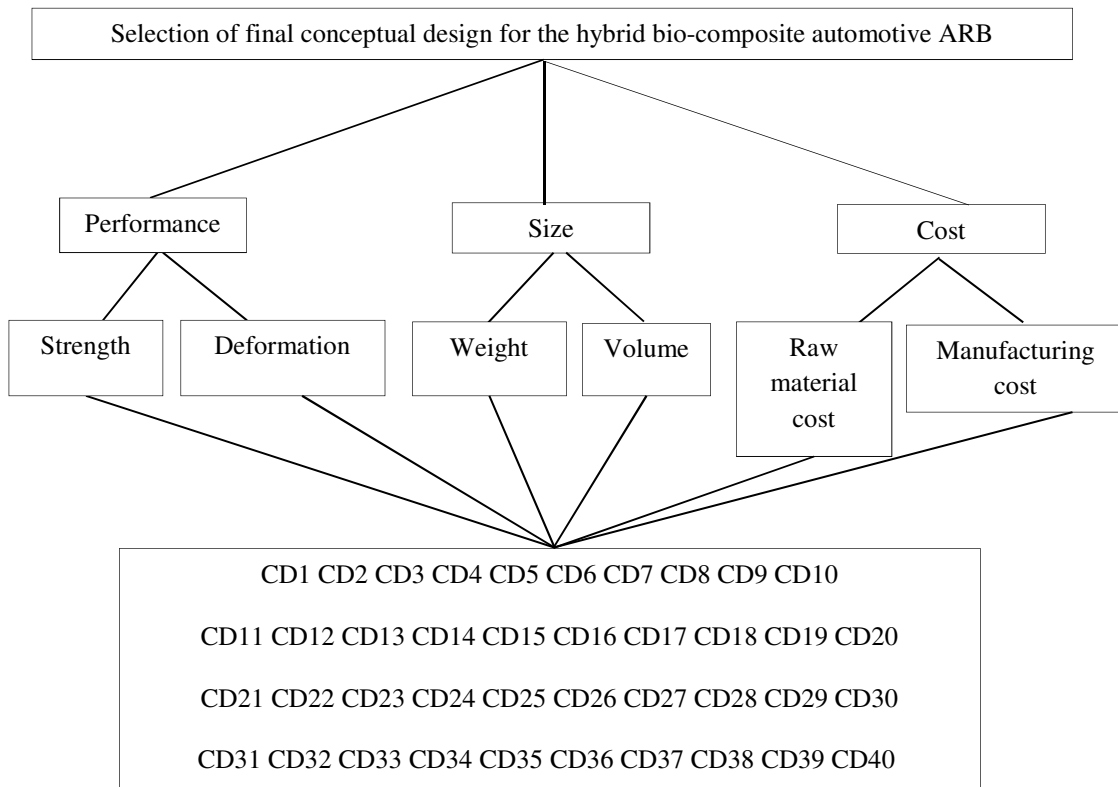 Selection of final conceptual design for the hybrid bio-composite automotive ARB
Performance
Size
Cost
Strength
Deformation
Weight
Volume
Raw
material
cost
Manufacturing
cost
CD1 CD2 CD3 CD4 CD5 CD6 CD7 CD8 CD9 CD10
CD11 CD12 CD13 CD14 CD15 CD16 CD17 CD18 CD19 CD20
CD21 CD22 CD23 CD24 CD25 CD26 CD27 CD28 CD29 CD30
CD31 CD32 CD33 CD34 CD35 CD36 CD37 CD38 CD39 CD40